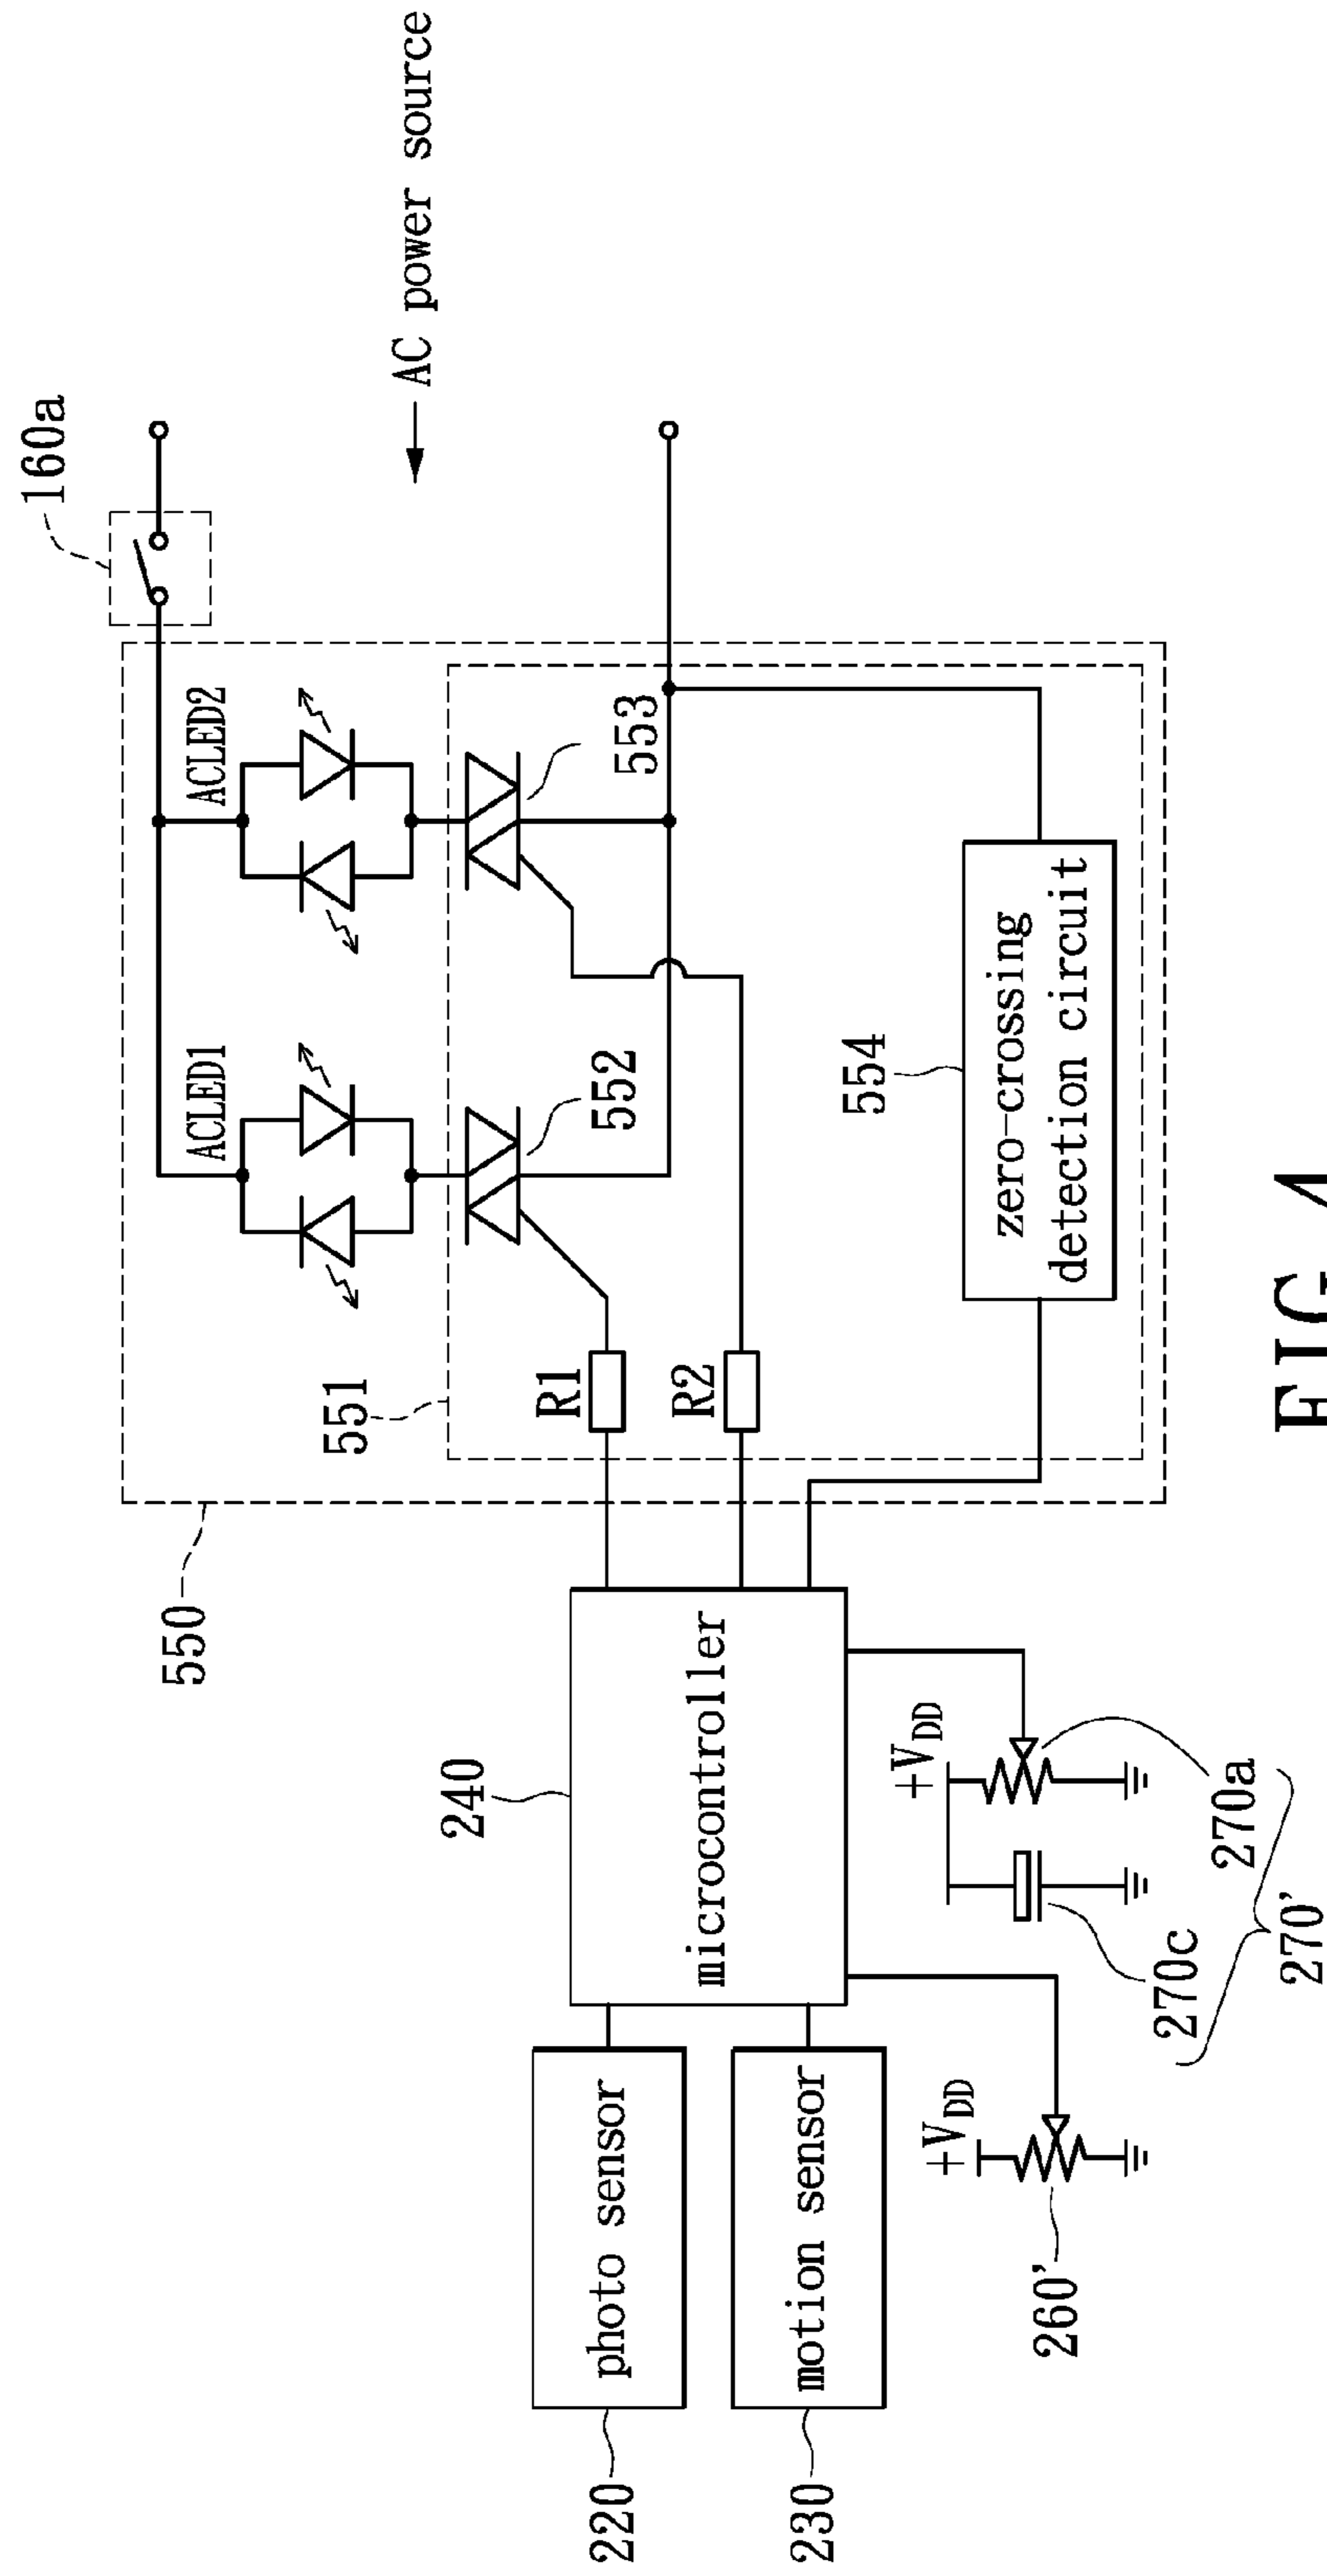 160a
AC power source
ACLED1
ACLED2
550
551
R1
552
553
R2
240
microcontroller
554
zero-crossing
detection circuit
220
photo sensor
230
motion sensor
+VDD
+VDD
260’
270c
270a
270’
FIG 4